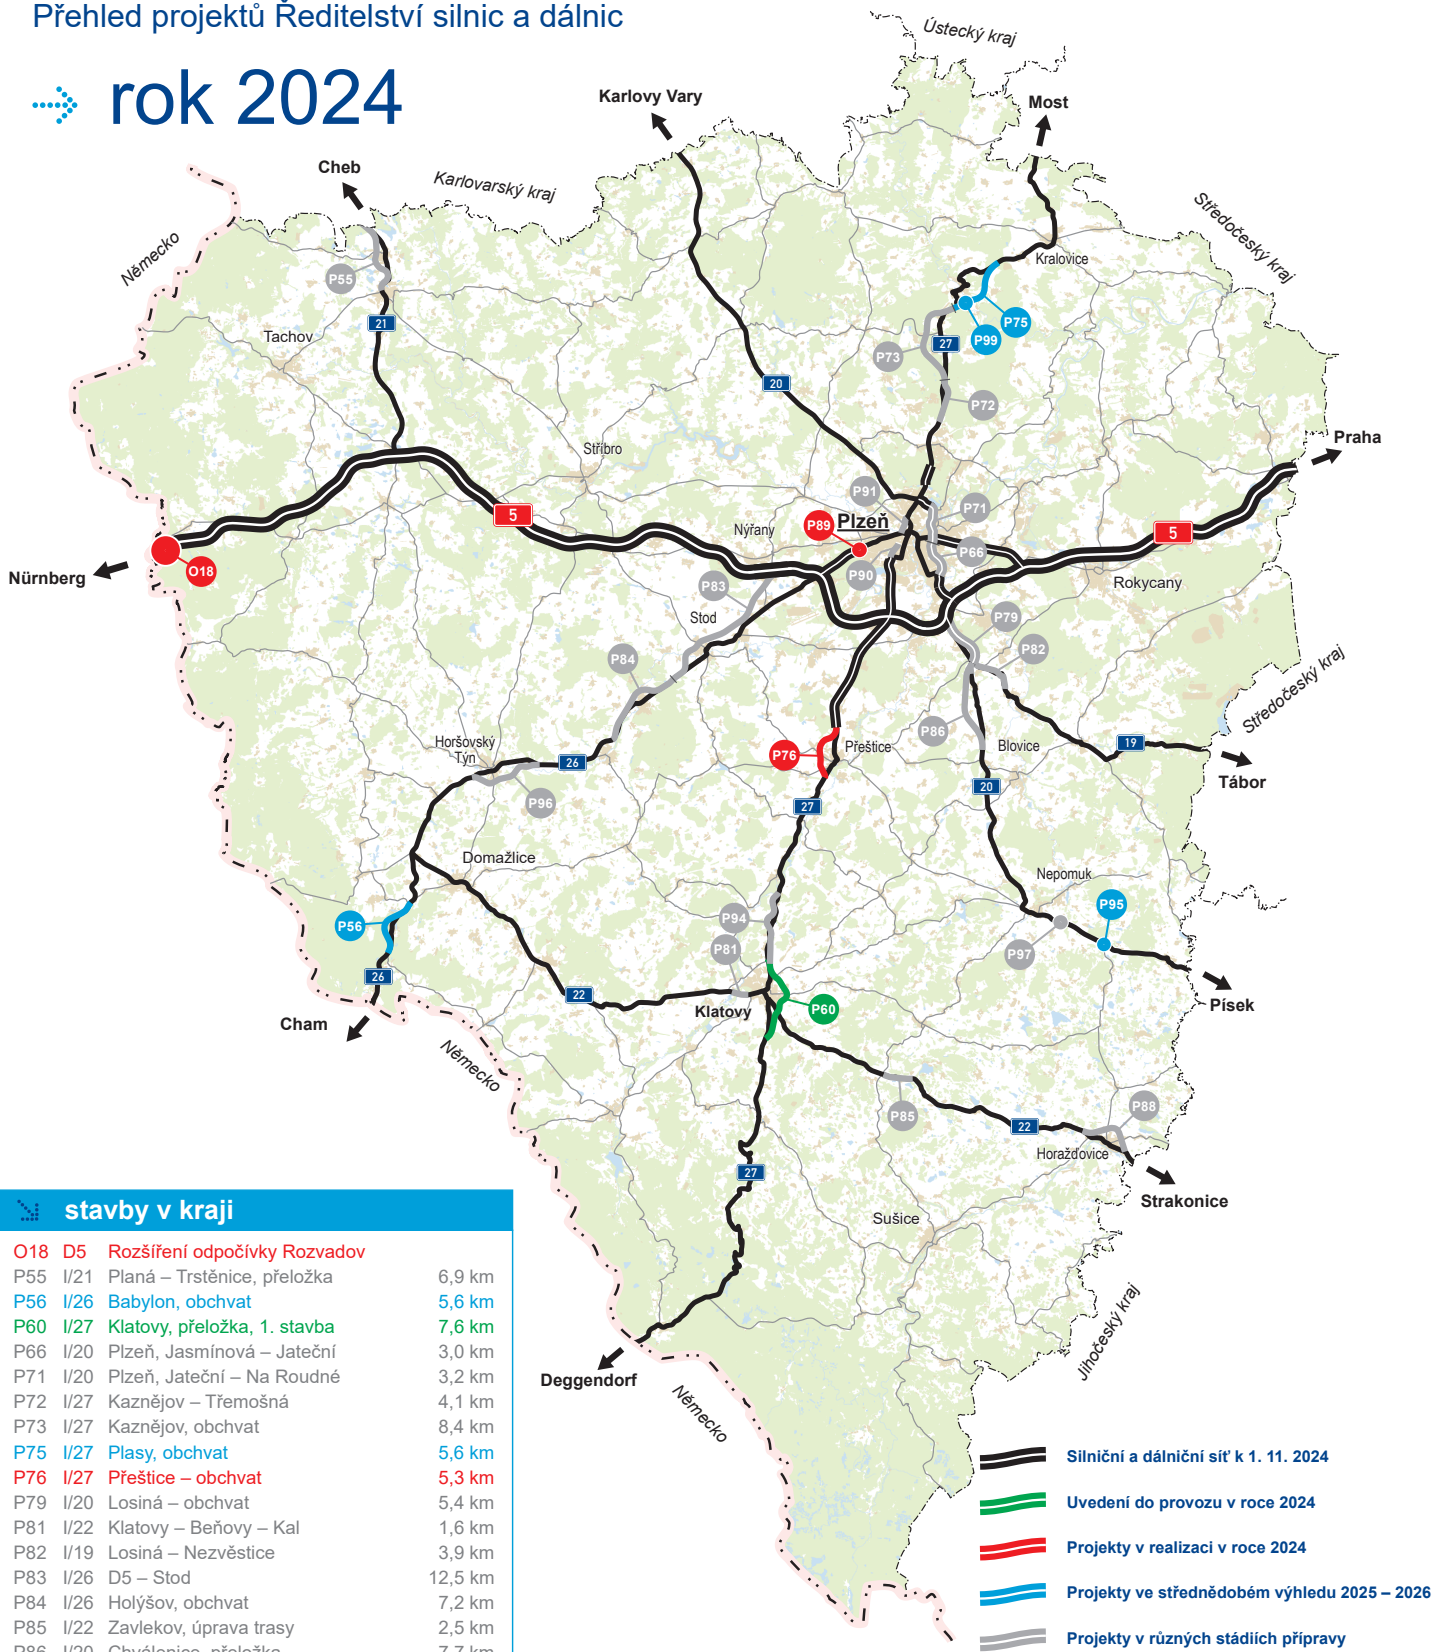 Přehled projektů Ředitelství silnic a dálnic
rok 2024
Ústecký kraj
Karlovy Vary
Most
Cheb
Karlovarský kraj
Středočeský kraj
Německo
Kralovice
P55
P75
P99
21
27
Tachov
P73
20
P72
Praha
Stříbro
P91
P71
5
P89
Plzeň
Nýřany
5
P66
O18
Nürnberg
P90
Rokycany
P83
Stod
P79
P82
P84
Středočeský kraj
P86
Horšovský
Týn
P76
Přeštice
Blovice
19
26
Tábor
20
P96
27
Domažlice
Nepomuk
P95
P94
P56
P81
P97
26
22
Klatovy
P60
Písek
Cham
Německo
P85
P88
22
Horažďovice
27
Strakonice
Sušice
Jihočeský kraj
Deggendorf
Německo
stavby v kraji
O18 D5 Rozšíření odpočívky Rozvadov
P55 I/21 Planá – Trstěnice, přeložka 6,9 km
P56 I/26 Babylon, obchvat 5,6 km
P60 I/27 Klatovy, přeložka, 1. stavba 7,6 km
P66 I/20 Plzeň, Jasmínová – Jateční 3,0 km
P71 I/20 Plzeň, Jateční – Na Roudné 3,2 km
P72 I/27 Kaznějov – Třemošná 4,1 km
P73 I/27 Kaznějov, obchvat 8,4 km
P75 I/27 Plasy, obchvat 5,6 km
P76 I/27 Přeštice – obchvat 5,3 km
P79 I/20 Losiná – obchvat 5,4 km
P81 I/22 Klatovy – Beňovy – Kal 1,6 km
P82 I/19 Losiná – Nezvěstice 3,9 km
P83 I/26 D5 – Stod 12,5 km
P84 I/26 Holýšov, obchvat 7,2 km
P85 I/22 Zavlekov, úprava trasy 2,5 km
P86 I/20 Chválenice, přeložka 7,7 km
Silniční a dálniční síť k 1. 11. 2024
Uvedení do provozu v roce 2024
Projekty v realizaci v roce 2024
Projekty ve střednědobém výhledu 2025 – 2026
Projekty v různých stádiích přípravy